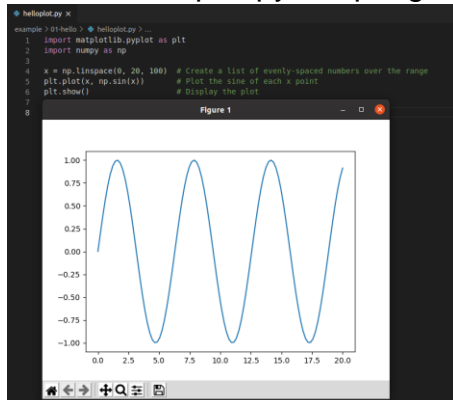 helloplot.py ×
example > 01-hello > helloplot.py > ...
1 import matplotlib.pyplot as plt
2 import numpy as np
3
4 x = np.linspace(0, 20, 100) # Create a list of evenly-spaced numbers over the range
5 plt.plot(x, np.sin(x)) # Plot the sine of each x point
6 plt.show() # Display the plot
7
8
Figure 1
1.00
0.75
0.50
0.25
0.00
−0.25
−0.50
−0.75
−1.00
0.0 2.5 5.0 7.5 10.0 12.5 15.0 17.5 20.0